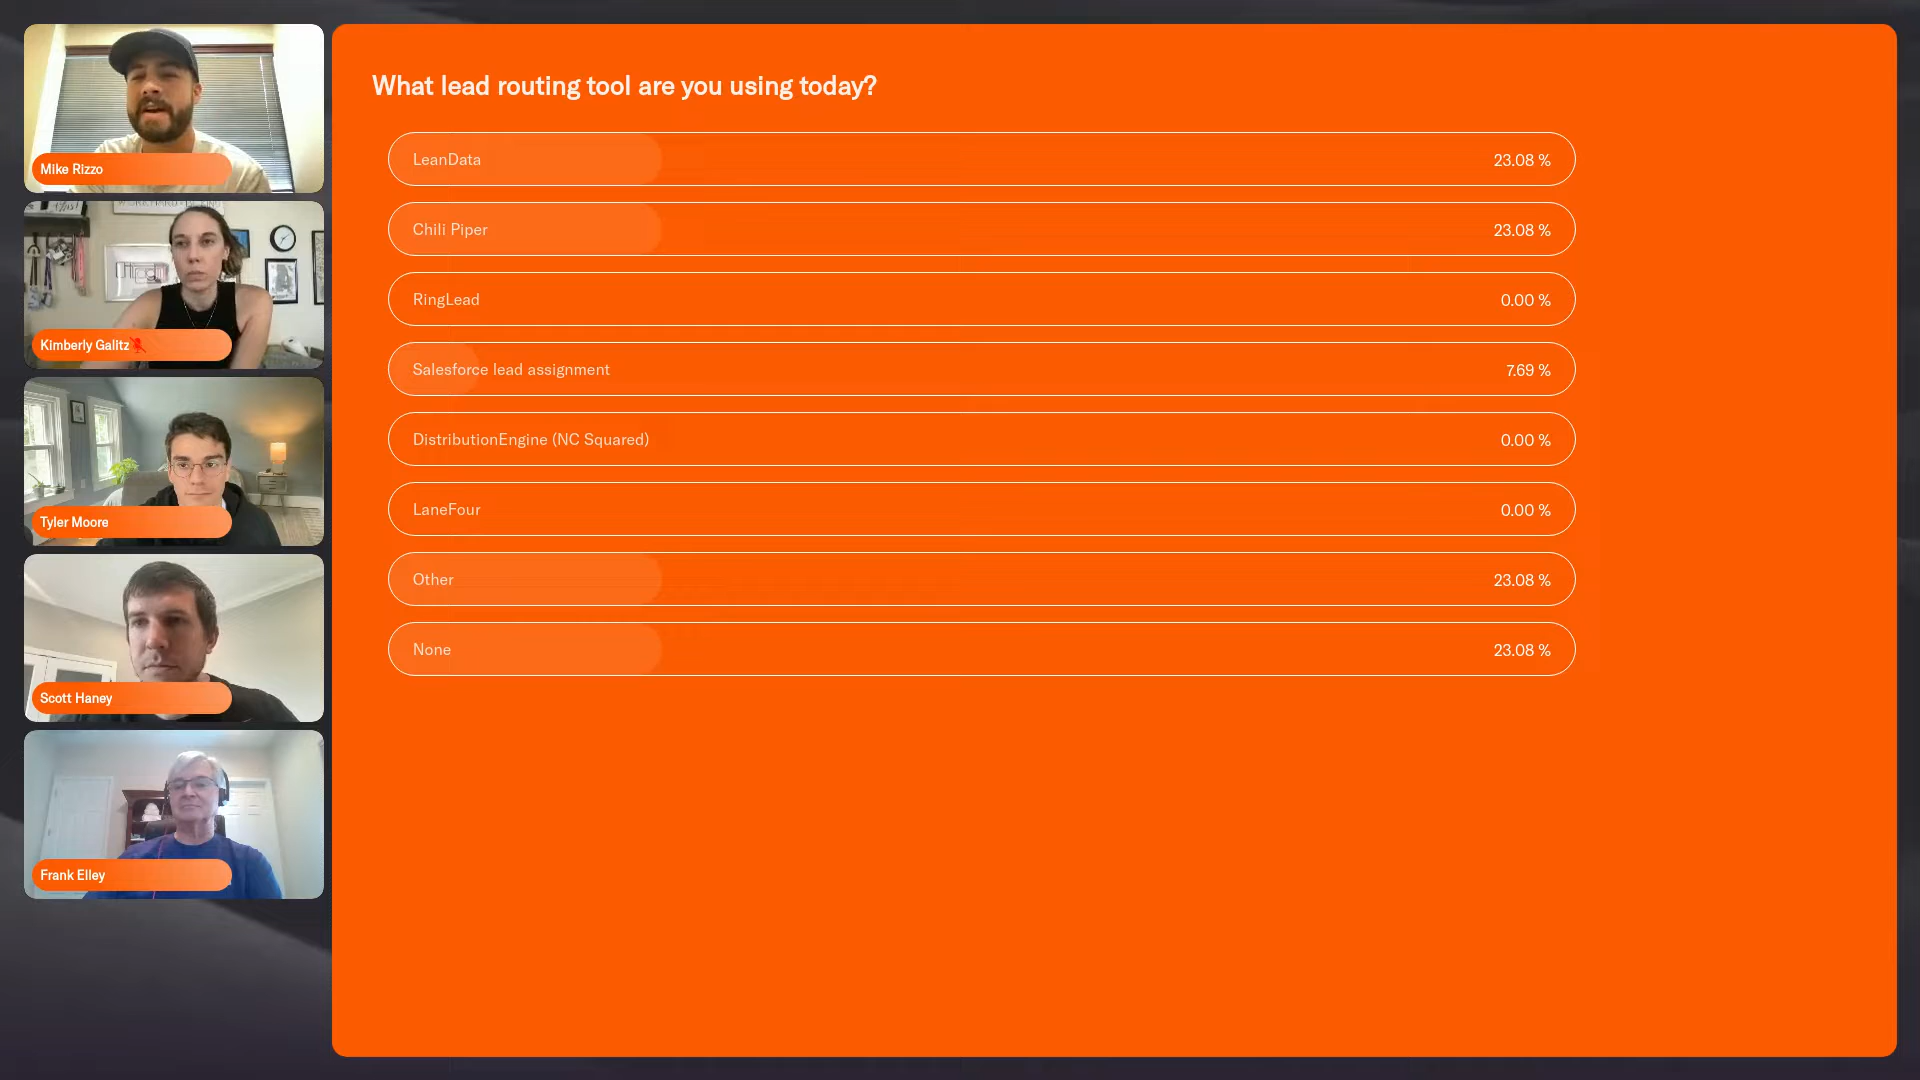 Mike Rizzo
Kimberly Galitz
Tyler Moore
Scott Haney
Frank Elley
What lead routing tool are you using today?
LeanData 23.08 %
Chili Piper 23.08 %
RingLead 0.00 %
Salesforce lead assignment 7.69 %
DistributionEngine (NC Squared) 0.00 %
LaneFour 0.00 %
Other 23.08 %
None 23.08 %